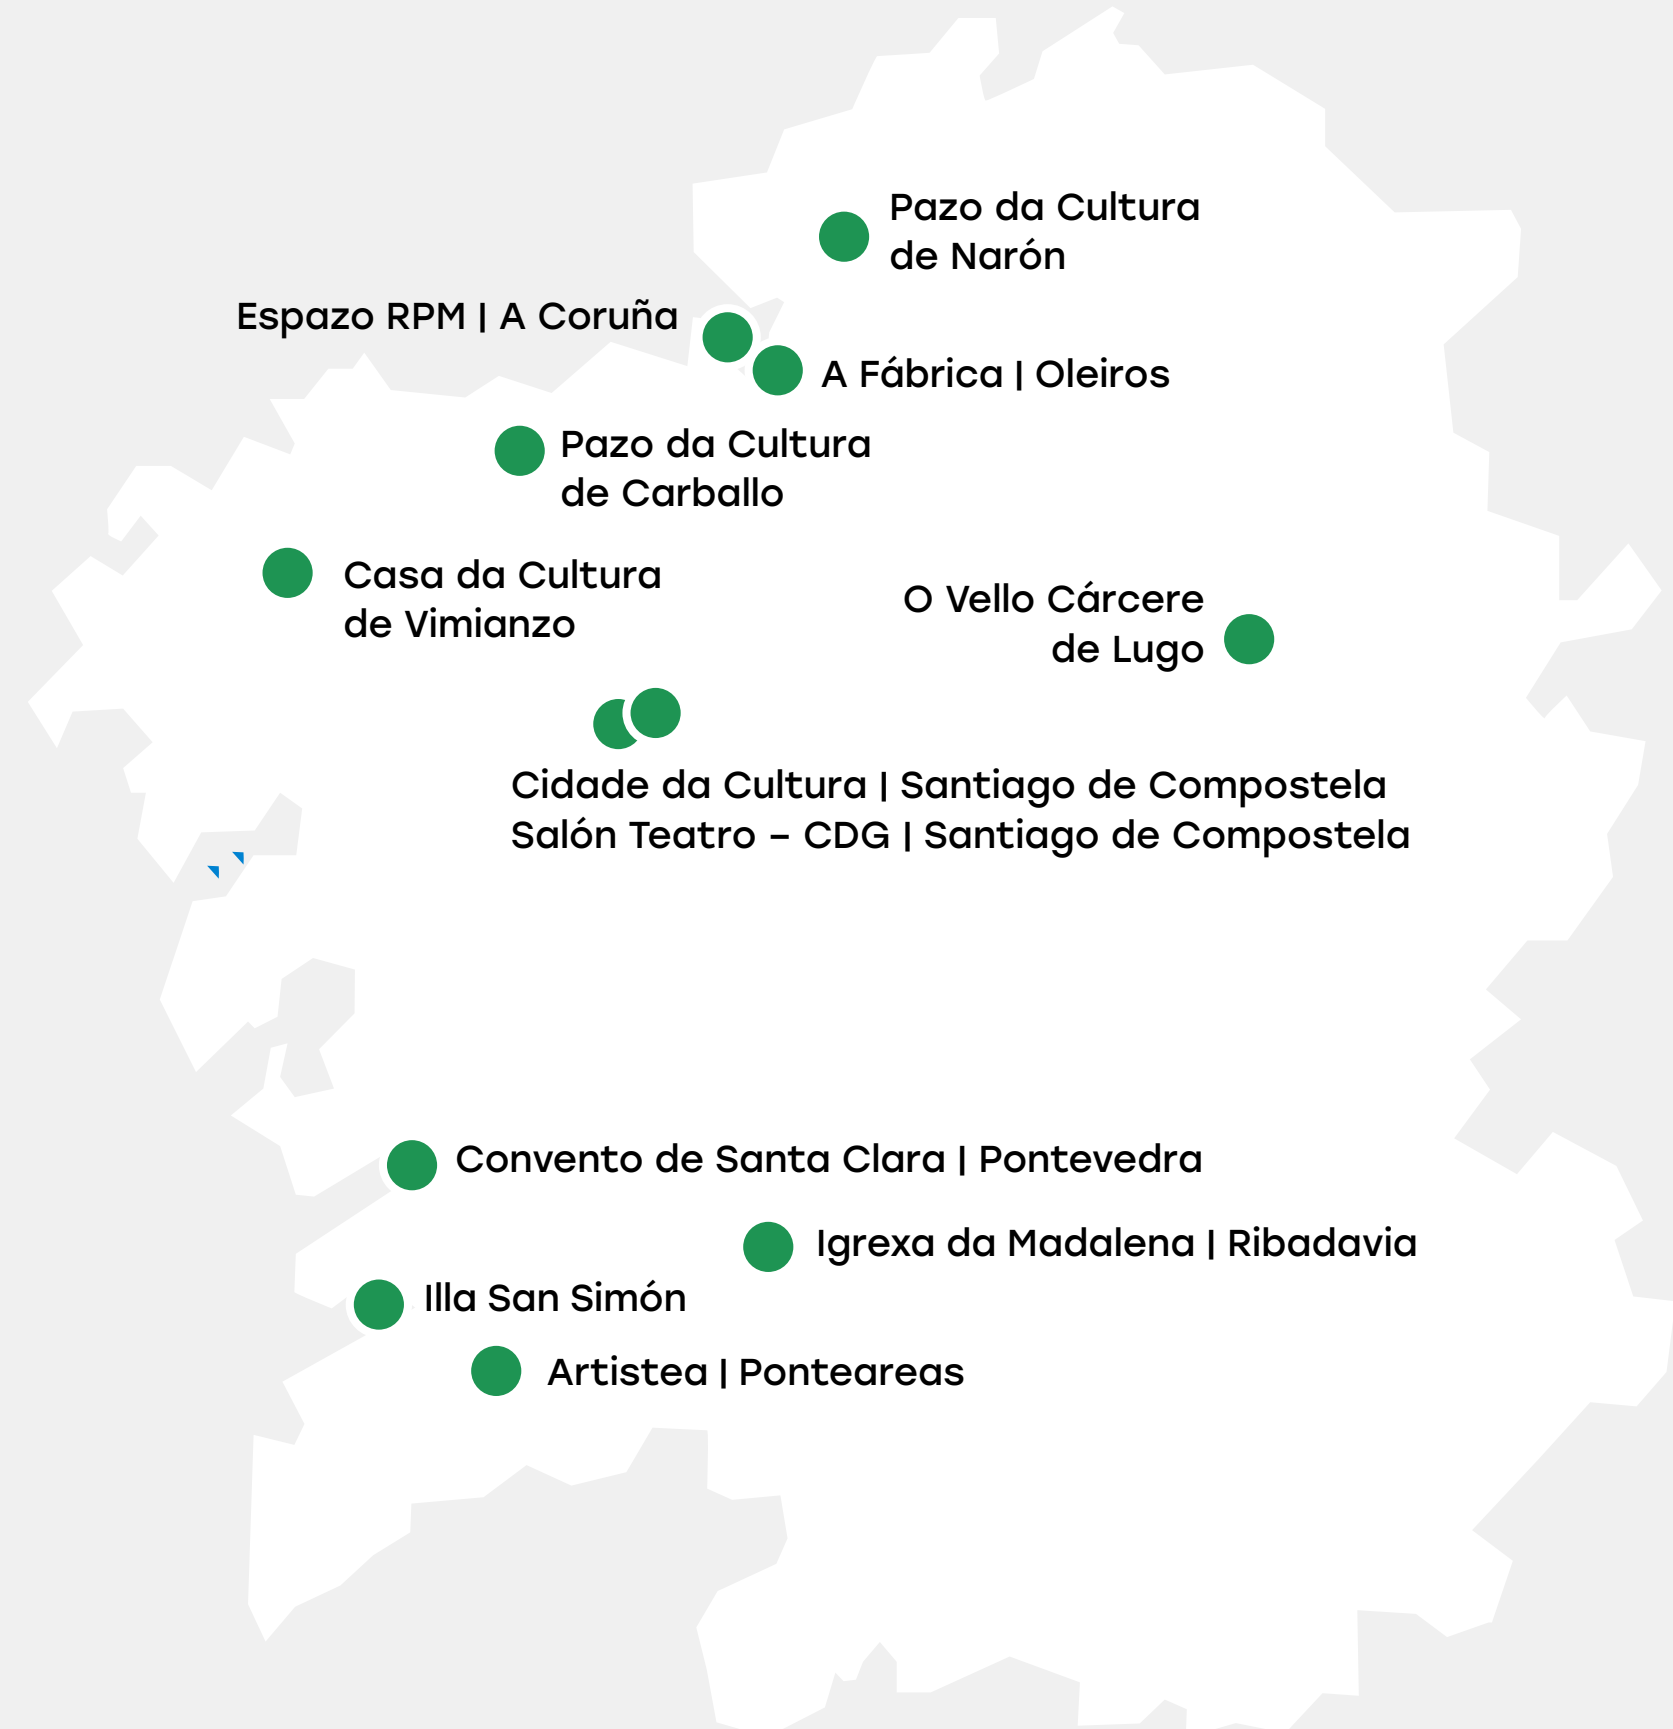 Pazo da Cultura
de Narón
Espazo RPM | A Coruña
A Fábrica | Oleiros
Pazo da Cultura
de Carballo
Casa da Cultura
de Vimianzo
O Vello Cárcere
de Lugo
Cidade da Cultura | Santiago de Compostela
Salón Teatro – CDG | Santiago de Compostela
Convento de Santa Clara | Pontevedra
Igrexa da Madalena | Ribadavia
Illa San Simón
Artistea | Ponteareas